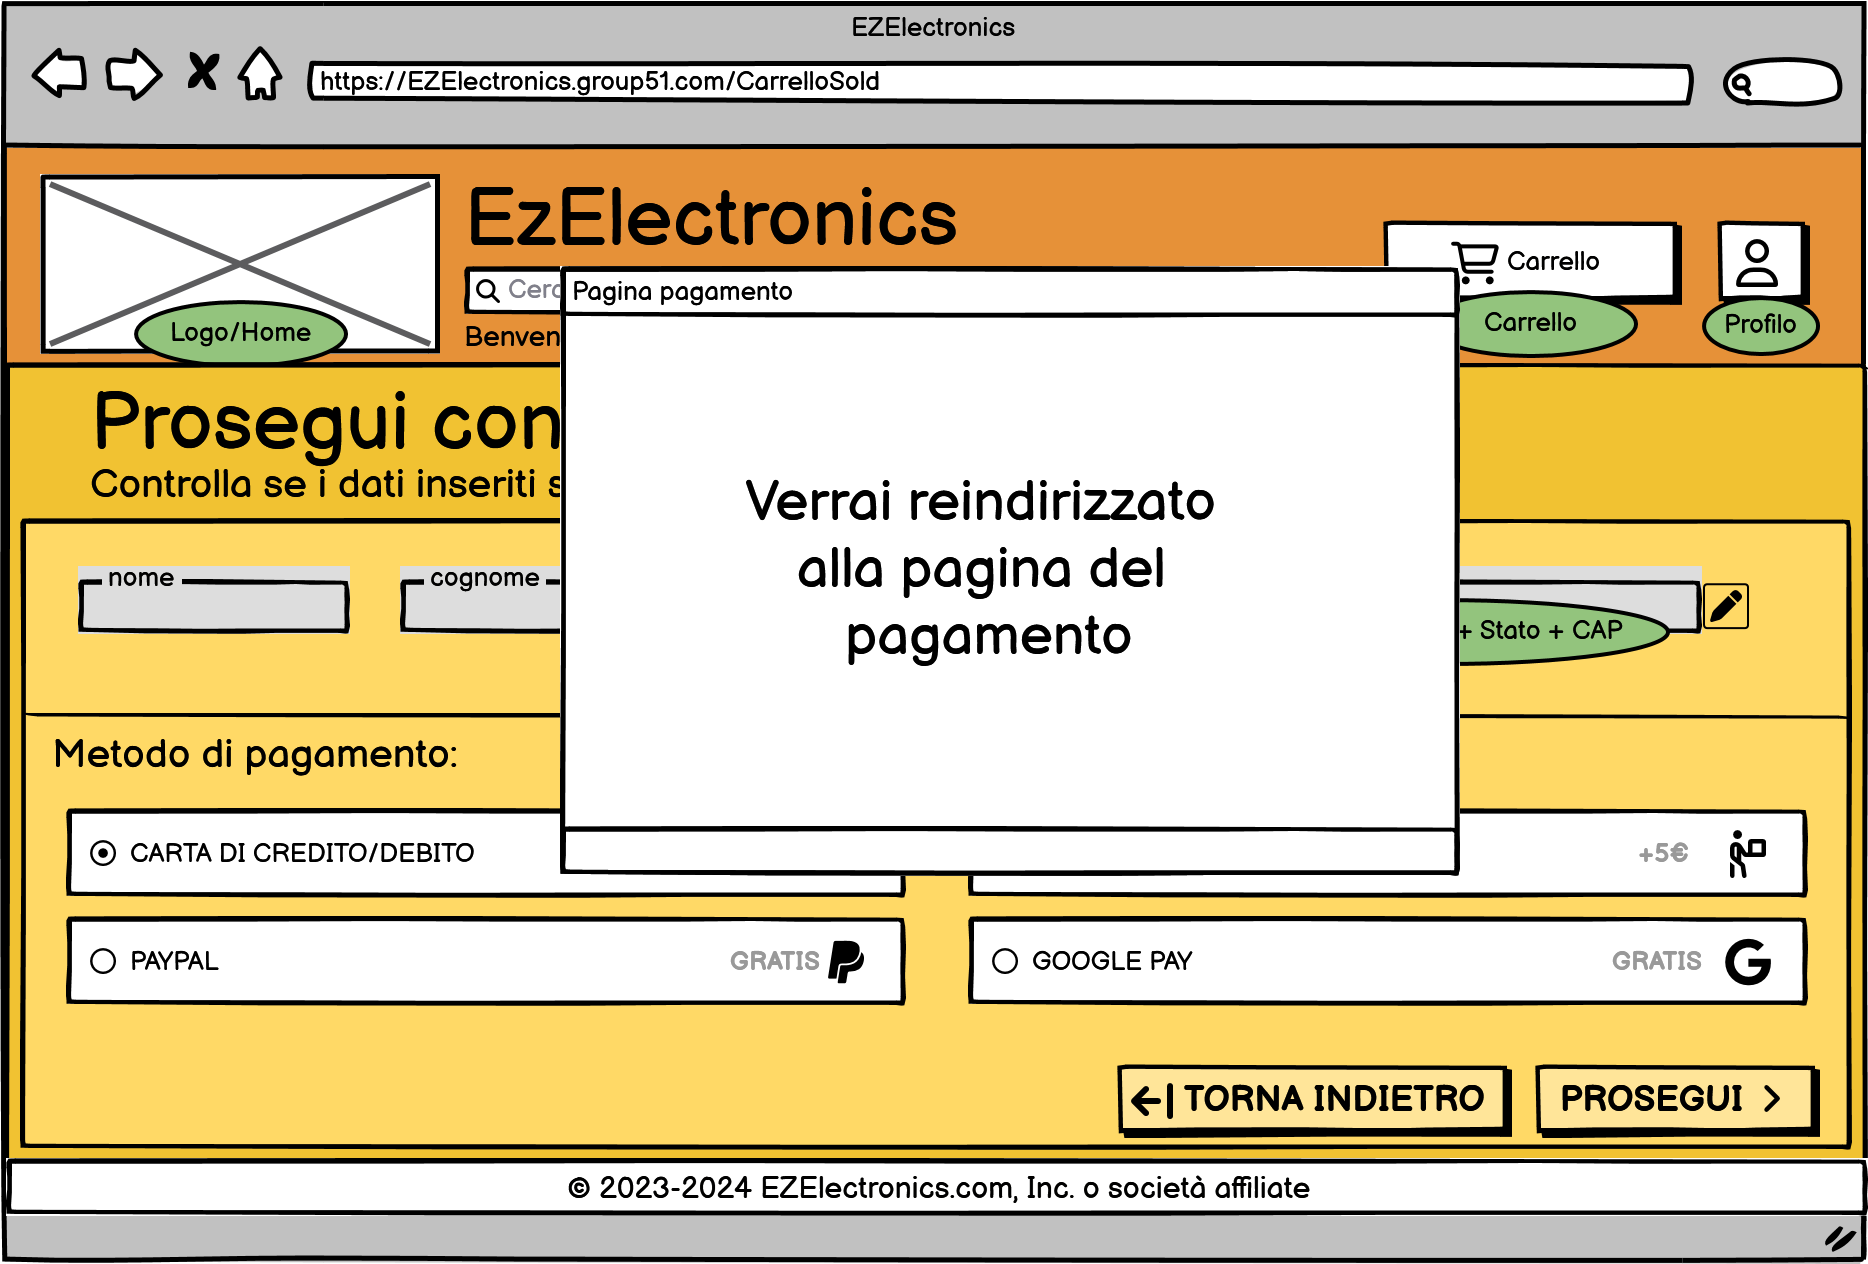 EZElectronics
https://EZElectronics.group51.com/CarrelloSold
EzElectronics
Carrello
Pagina pagamento
Logo/Home
Carrello
Profilo
Prosegui con
Controlla se i dati inseriti
Verrai reindirizzato
alla pagina del
pagamento
nome
cognome
+ Stato + CAP
Metodo di pagamento:
CARTA DI CREDITO/DEBITO
+5€
PAYPAL
GRATIS
GOOGLE PAY
GRATIS
TORNA INDIETRO
PROSEGUI
© 2023-2024 EZElectronics.com, Inc. o società affiliate